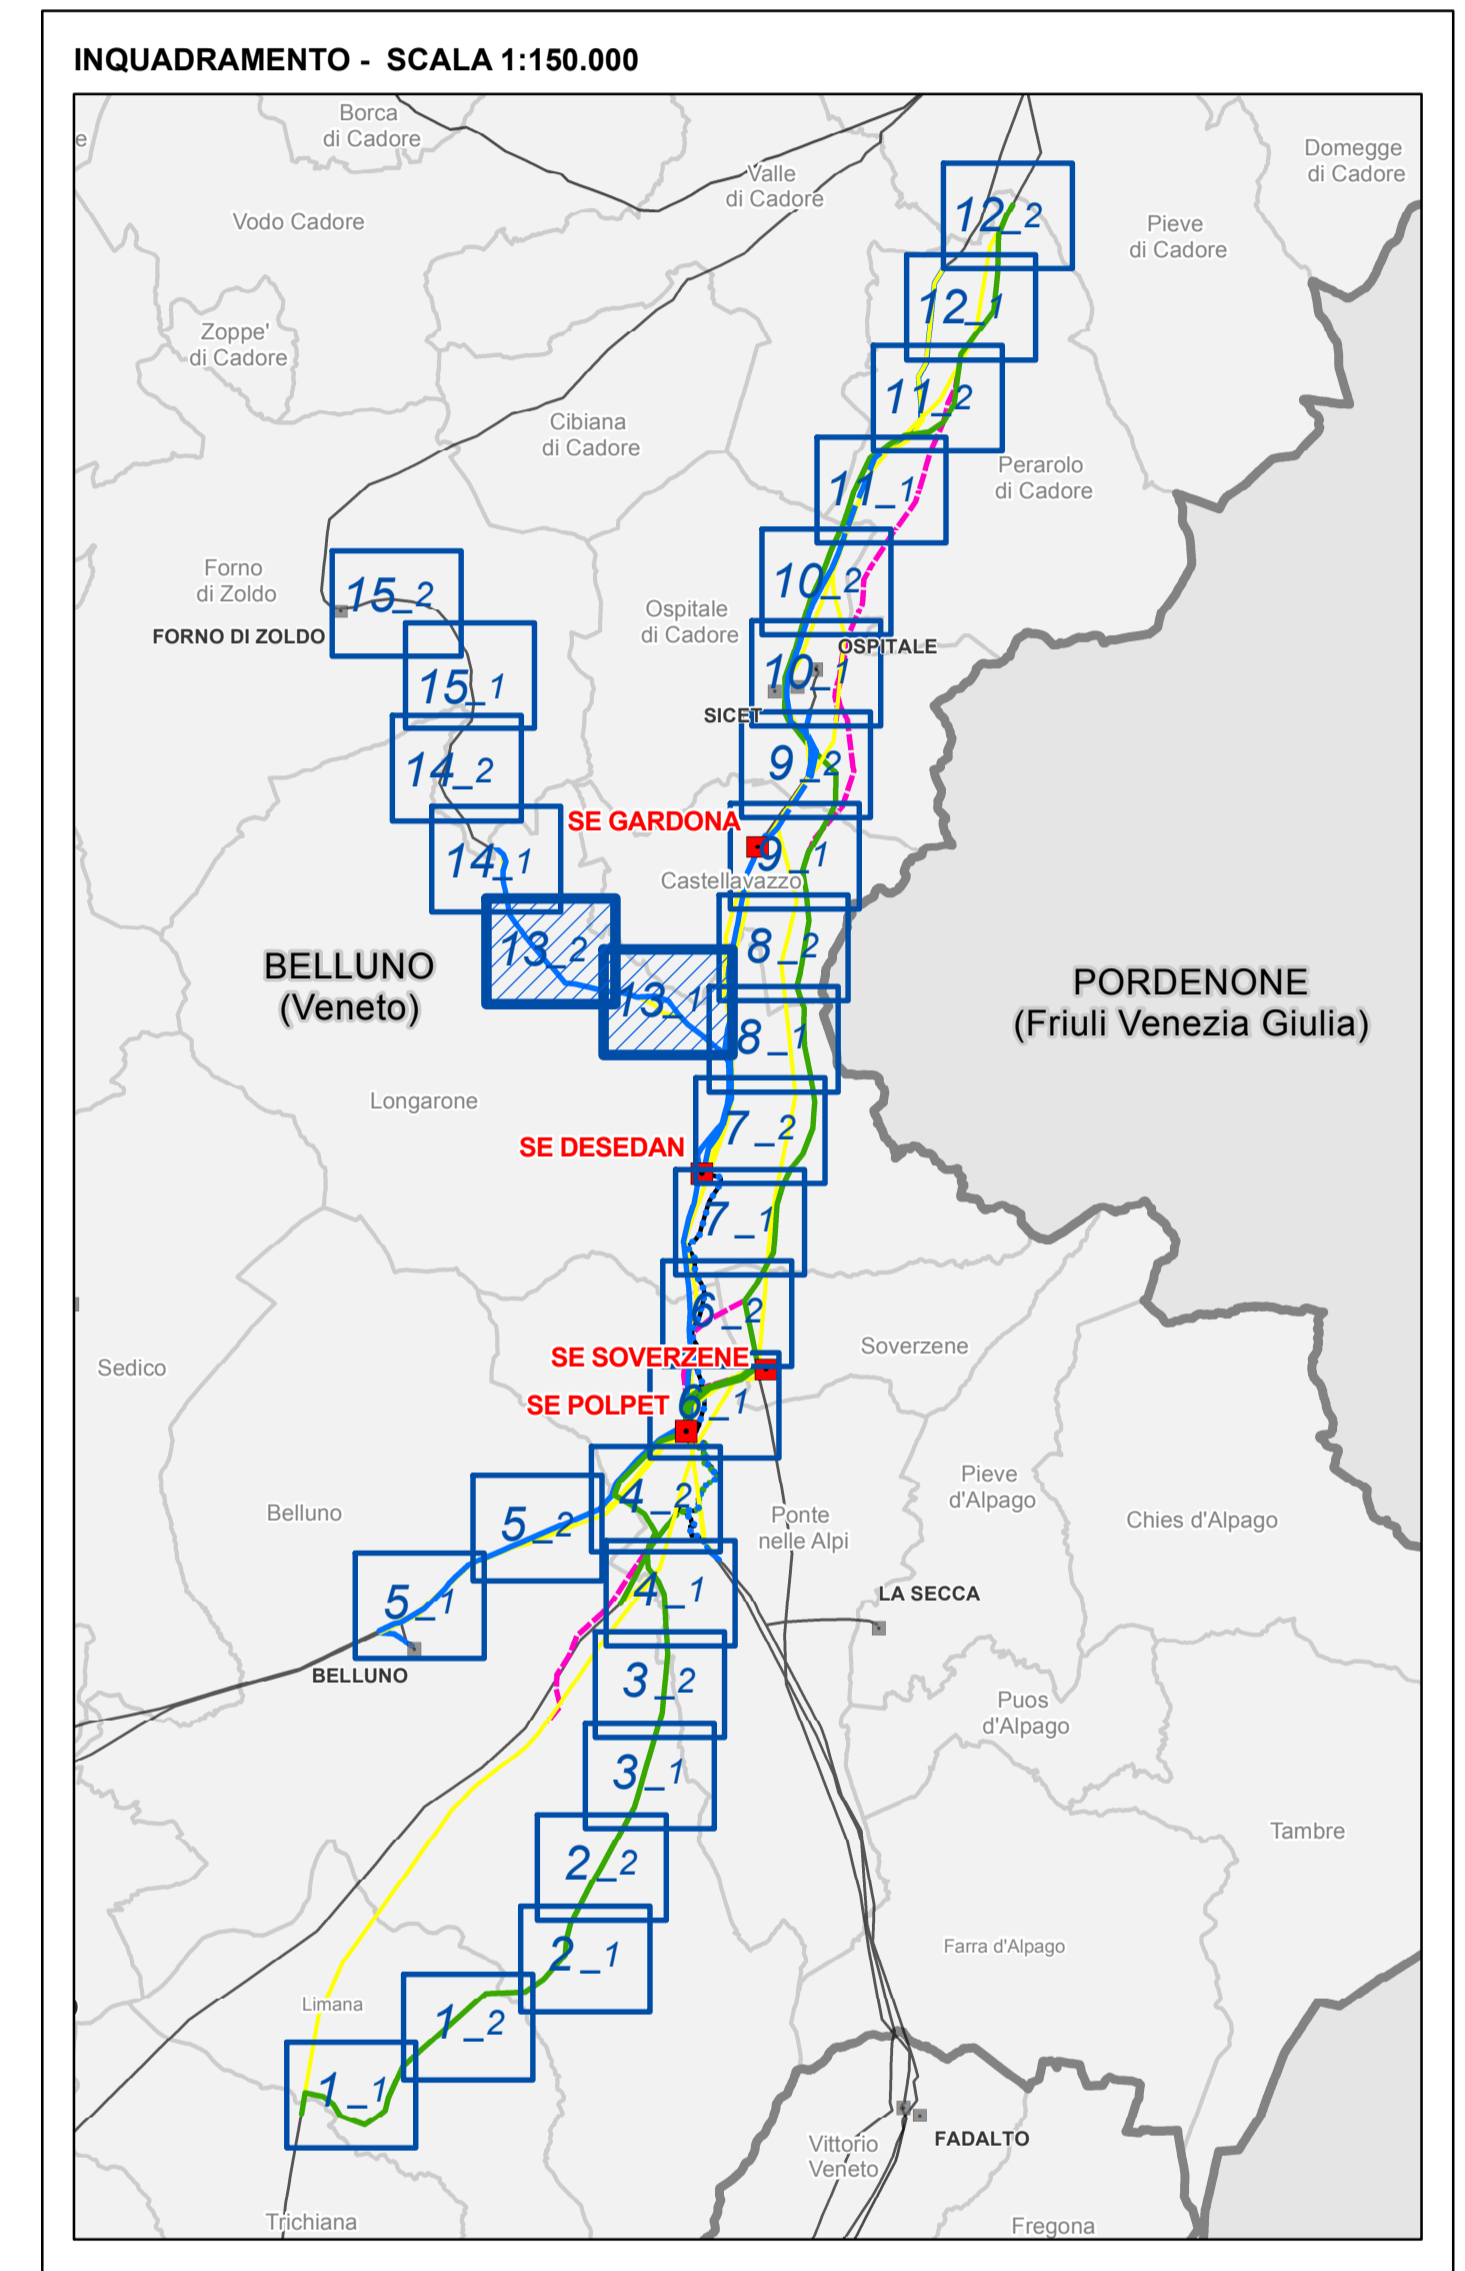 INQUADRAMENTO - SCALA 1:150.000
Borca
di Cadore
e
Valle
di Cadore
Domegge
di Cadore
Vodo Cadore
12_2
Pieve
di Cadore
12_1
Zoppe'
di Cadore
11_2
Cibiana
di Cadore
Perarolo
di Cadore
11_1
Forno
di Zoldo
15_2
10_2
FORNO DI ZOLDO
Ospitale
di Cadore
OSPITALE
15_1
10_1
SICET
14_2
9_2
SE GARDONA
14_1
9_1
Castellavazzo
13_2
8_2
BELLUNO
(Veneto)
13_1
PORDENONE
(Friuli Venezia Giulia)
8_1
Longarone
7_2
SE DESEDAN
7_1
6_2
Soverzene
SE SOVERZENE
Sedico
SE POLPET
6_1
Pieve
d'Alpago
4_2
Belluno
5_2
Ponte
nelle Alpi
Chies d'Alpago
5_1
4_1
LA SECCA
BELLUNO
3_2
Puos
d'Alpago
3_1
Tambre
2_2
Farra d'Alpago
2_1
Limana
1_2
1_1
FADALTO
Vittorio
Veneto
Trichiana
Fregona